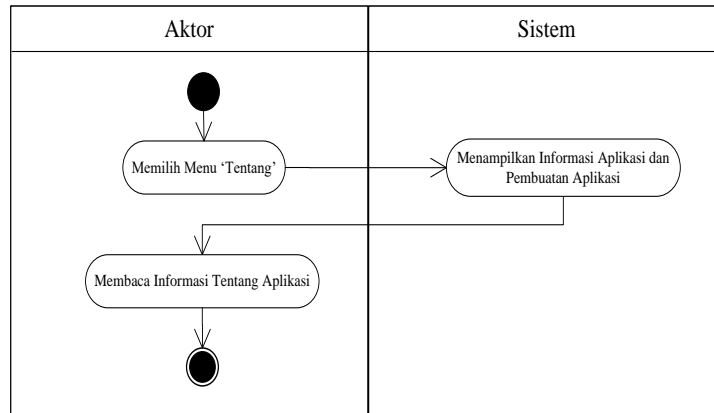 Aktor
Sistem
Memilih Menu ‘Tentang’
Menampilkan Informasi Aplikasi dan
Pembuatan Aplikasi
Membaca Informasi Tentang Aplikasi